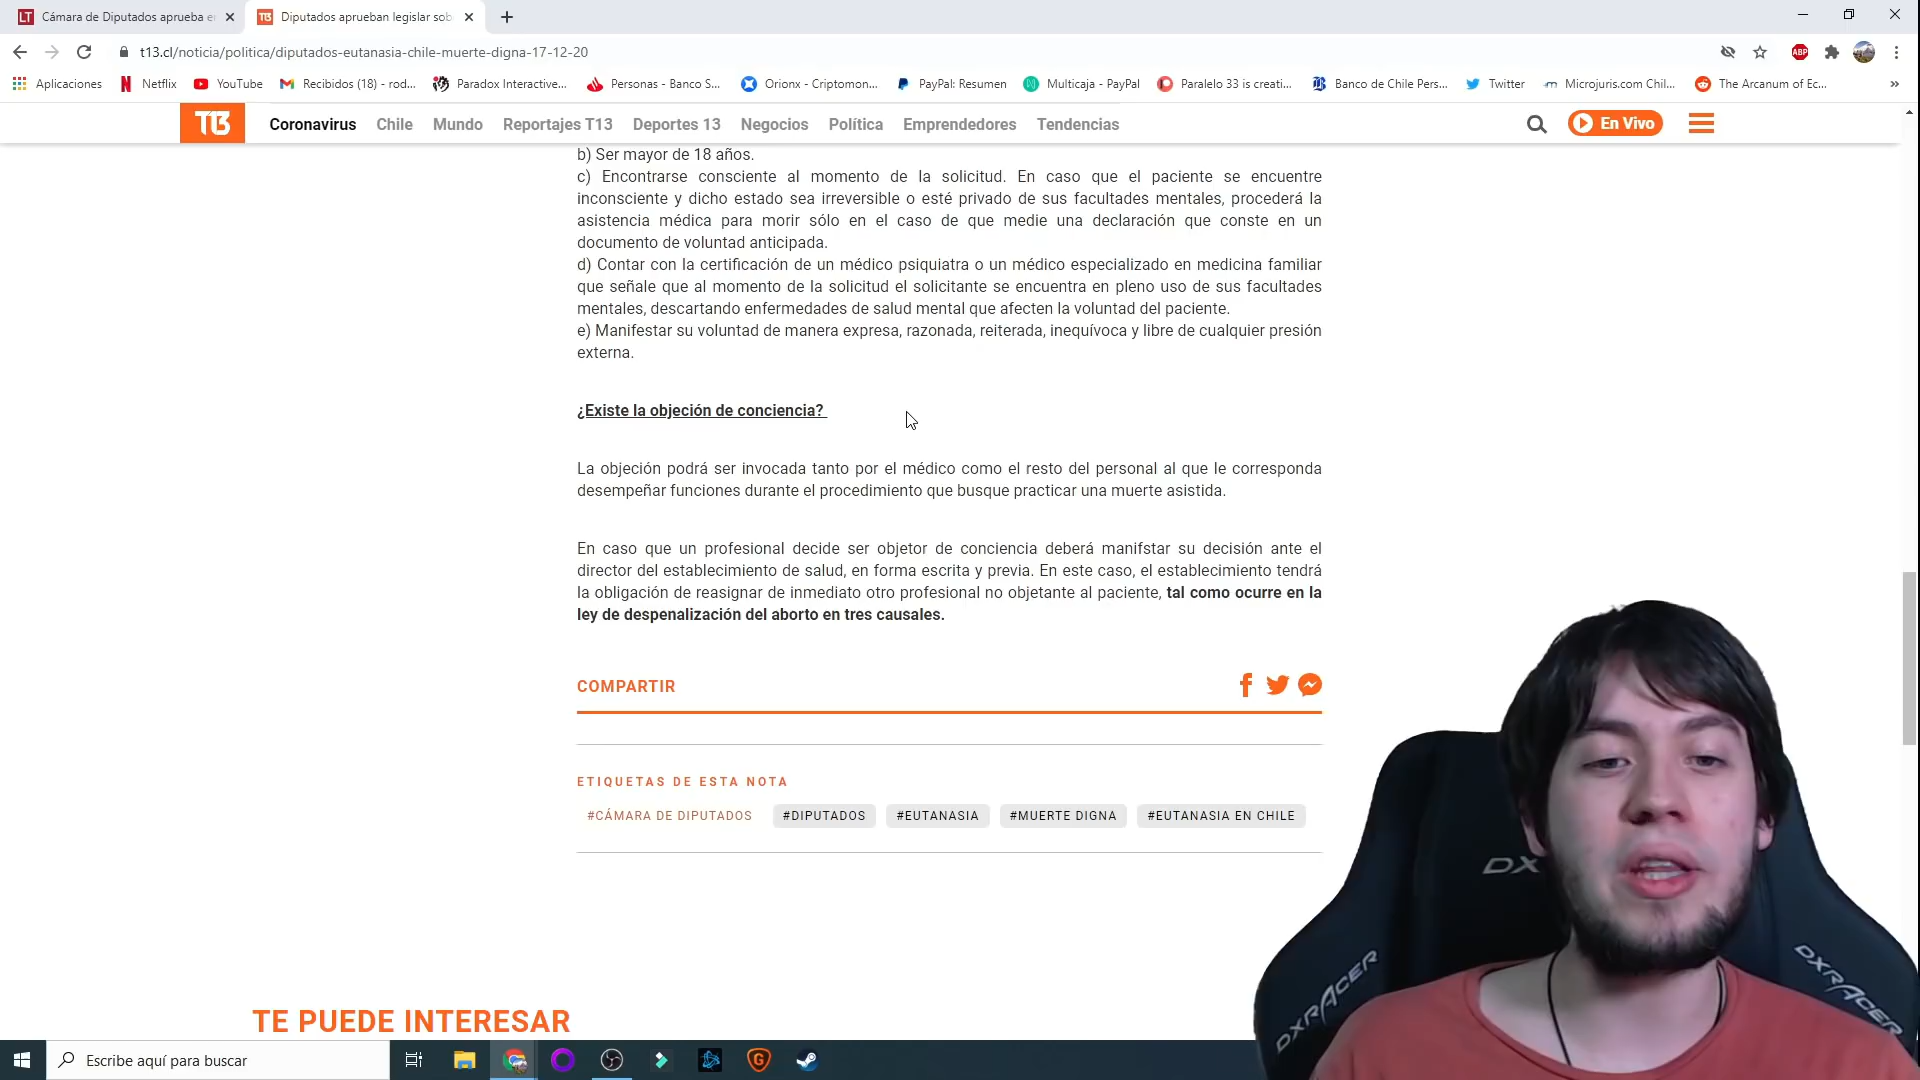 Cámara de Diputados aprueba e
Diputados aprueban legislar sob
t13.cl/noticia/politica/diputados-eutanasia-chile-muerte-digna-17-12-20
ABP
Aplicaciones
Netflix
YouTube
Recibidos (18) - rod...
Paradox Interactive...
Personas - Banco S...
Orionx - Criptomon...
PayPal: Resumen
Multicaja - PayPal
Paralelo 33 is creati...
Banco de Chile Pers...
Twitter
Microjuris.com Chil...
The Arcanum of Ec...
»
T13
Coronavirus
Chile
Mundo
Reportajes T13
Deportes 13
Negocios
Política
Emprendedores
Tendencias
En Vivo
b) Ser mayor de 18 años.
c) Encontrarse consciente al momento de la solicitud. En caso que el paciente se encuentre
inconsciente y dicho estado sea irreversible o esté privado de sus facultades mentales, procederá la
asistencia médica para morir sólo en el caso de que medie una declaración que conste en un
documento de voluntad anticipada.
d) Contar con la certificación de un médico psiquiatra o un médico especializado en medicina familiar
que señale que al momento de la solicitud el solicitante se encuentra en pleno uso de sus facultades
mentales, descartando enfermedades de salud mental que afecten la voluntad del paciente.
e) Manifestar su voluntad de manera expresa, razonada, reiterada, inequívoca y libre de cualquier presión
externa.
¿Existe la objeción de conciencia?
La objeción podrá ser invocada tanto por el médico como el resto del personal al que le corresponda
desempeñar funciones durante el procedimiento que busque practicar una muerte asistida.
En caso que un profesional decide ser objetor de conciencia deberá manifstar su decisión ante el
director del establecimiento de salud, en forma escrita y previa. En este caso, el establecimiento tendrá
la obligación de reasignar de inmediato otro profesional no objetante al paciente, tal como ocurre en la
ley de despenalización del aborto en tres causales.
COMPARTIR
ETIQUETAS DE ESTA NOTA
#CÁMARA DE DIPUTADOS
#DIPUTADOS
#EUTANASIA
#MUERTE DIGNA
#EUTANASIA EN CHILE
TE PUEDE INTERESAR
DX
DXRACER
DXRACER
Escribe aquí para buscar